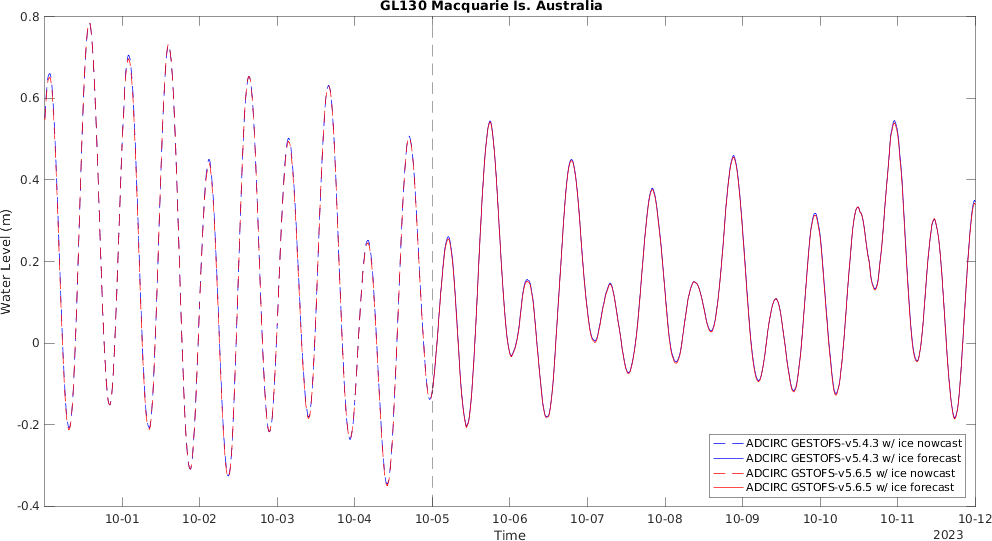 GL130 Macquarie Is. Australia
0.8
0.6
0.4
0.2
0
-0.2
-0.4
Water Level (m)
ADCIRC GESTOFS-v5.4.3 w/ ice nowcast
ADCIRC GESTOFS-v5.4.3 w/ ice forecast
ADCIRC GSTOFS-v5.6.5 w/ ice nowcast
ADCIRC GSTOFS-v5.6.5 w/ ice forecast
10-01 10-02 10-03 10-04 10-05 10-06 10-07 10-08 10-09 10-10 10-11 10-12
Time
2023